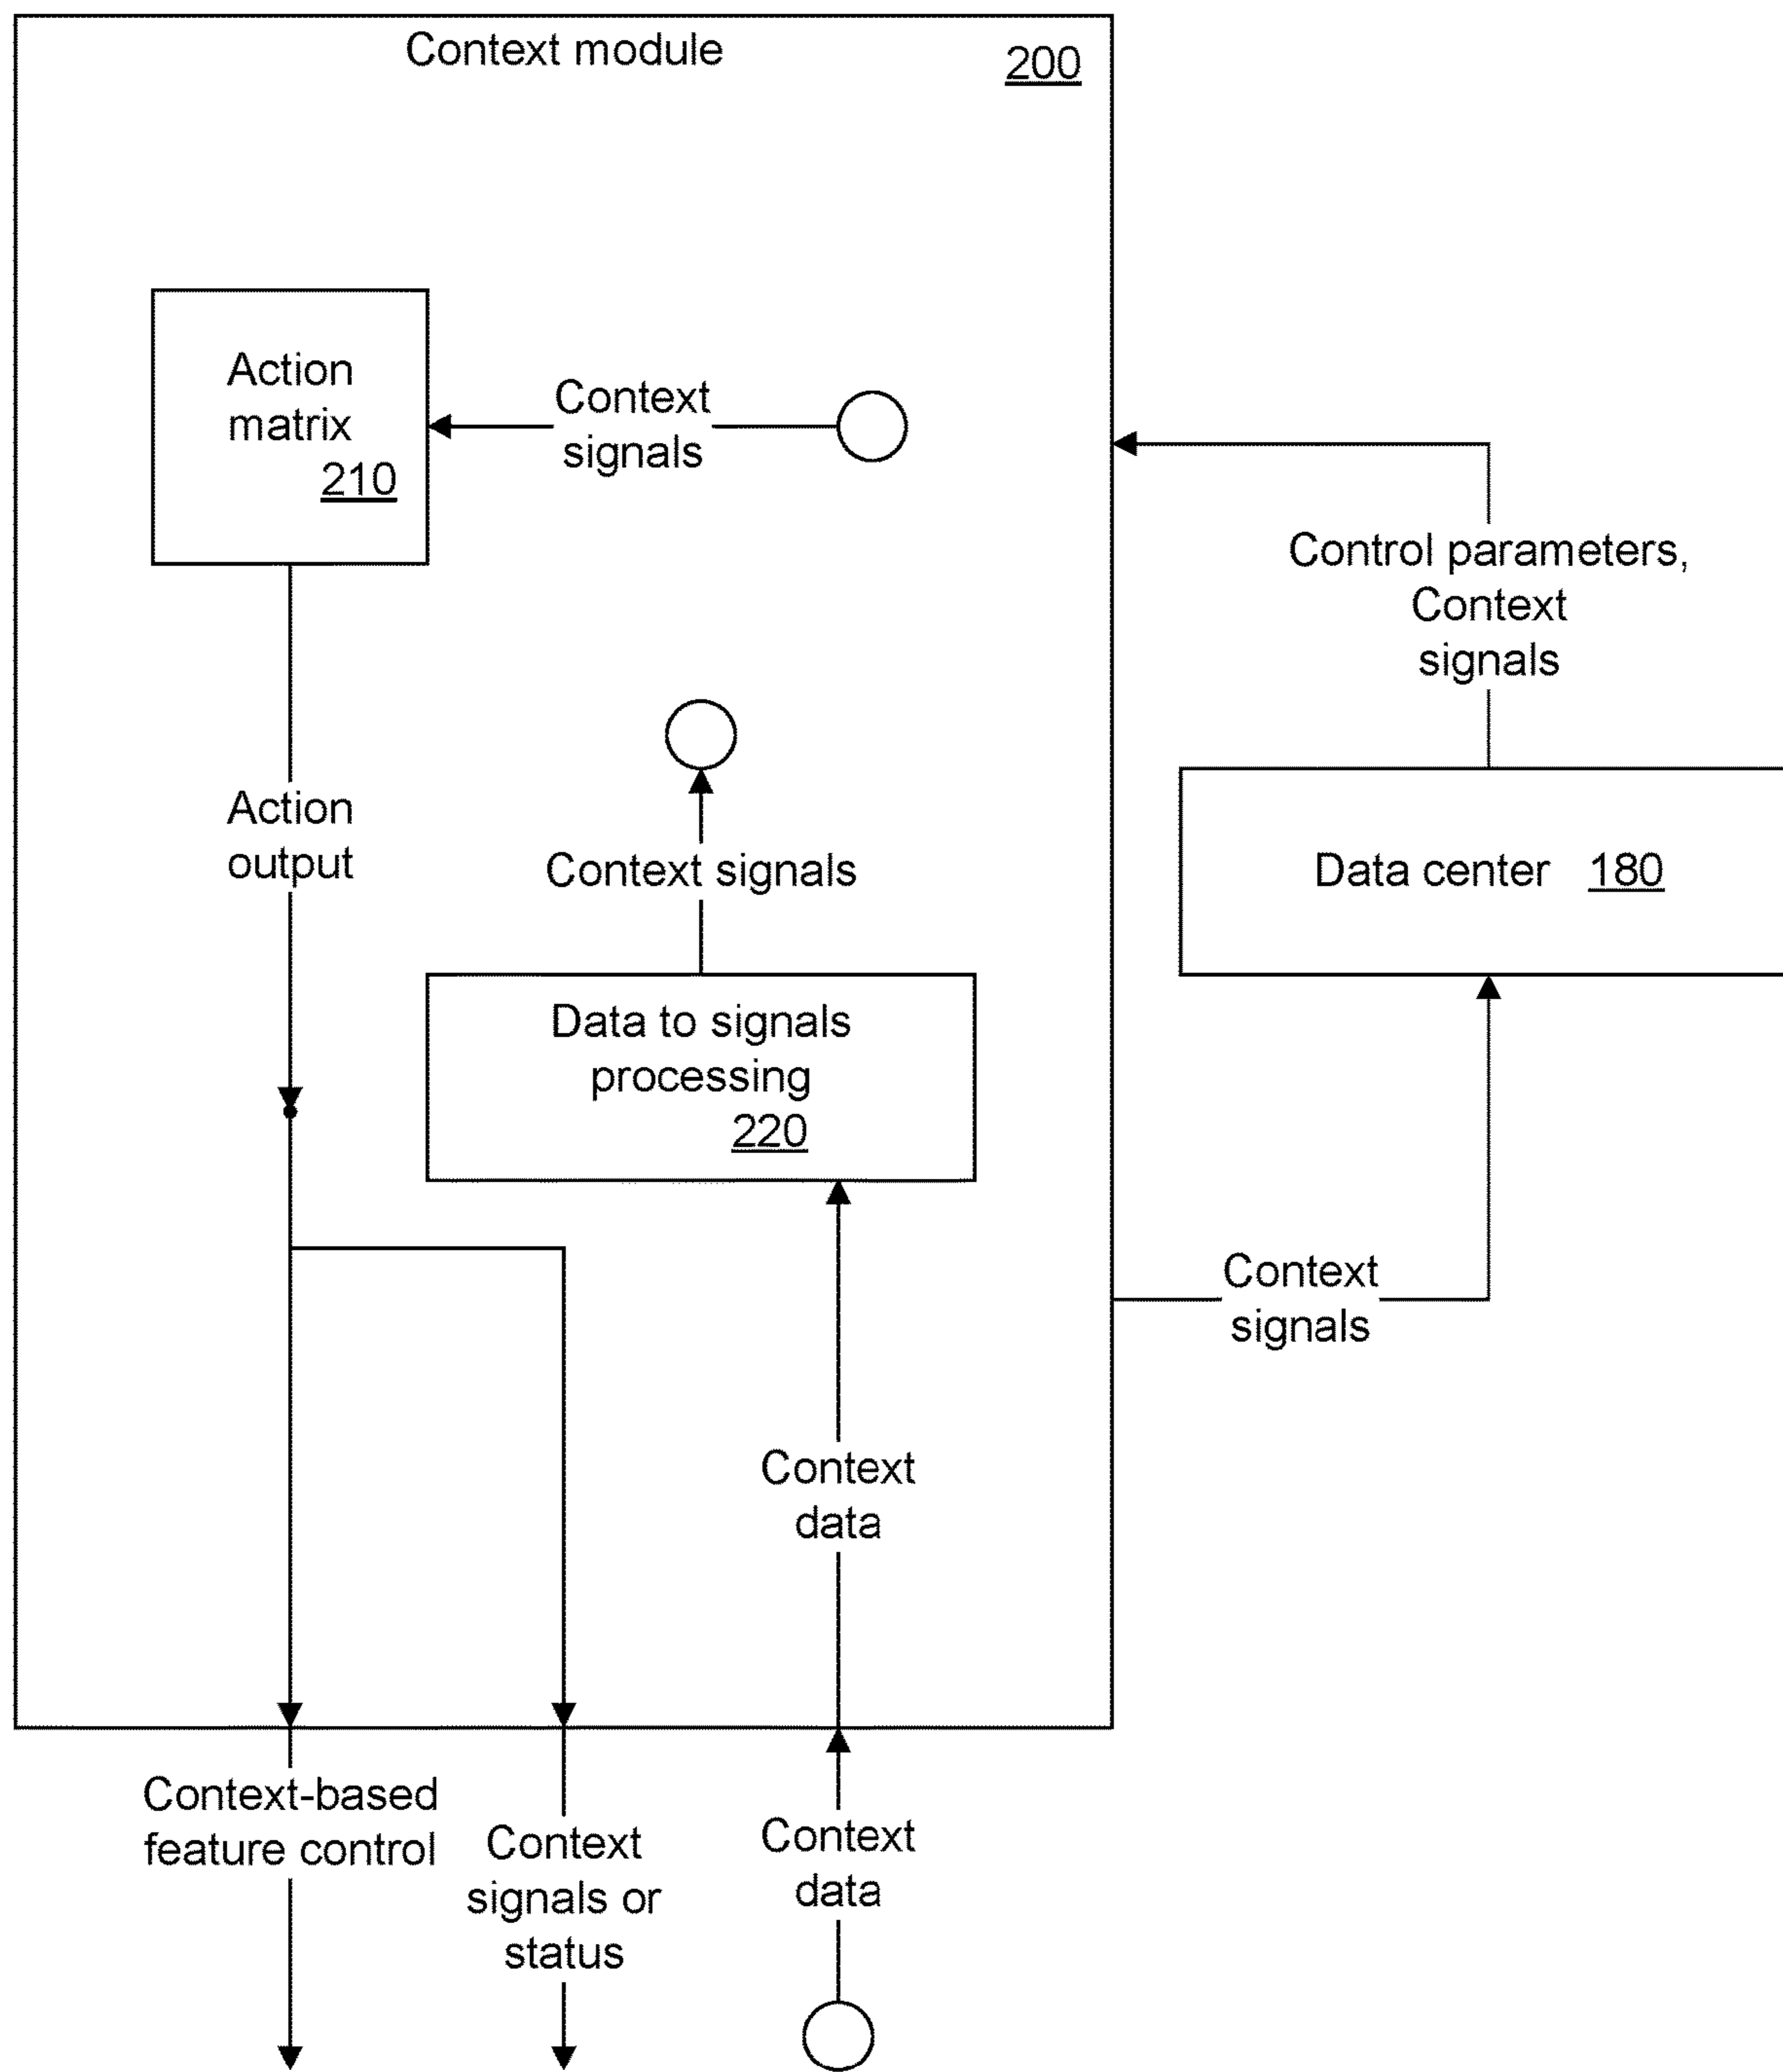 Context module
200
Action
matrix
210
Context
signals
Control parameters,
Context
signals
Action
output
Context signals
Data center 180
Data to signals
processing
220
Context
signals
Context
data
Context-based
feature control
Context
signals or
status
Context
data